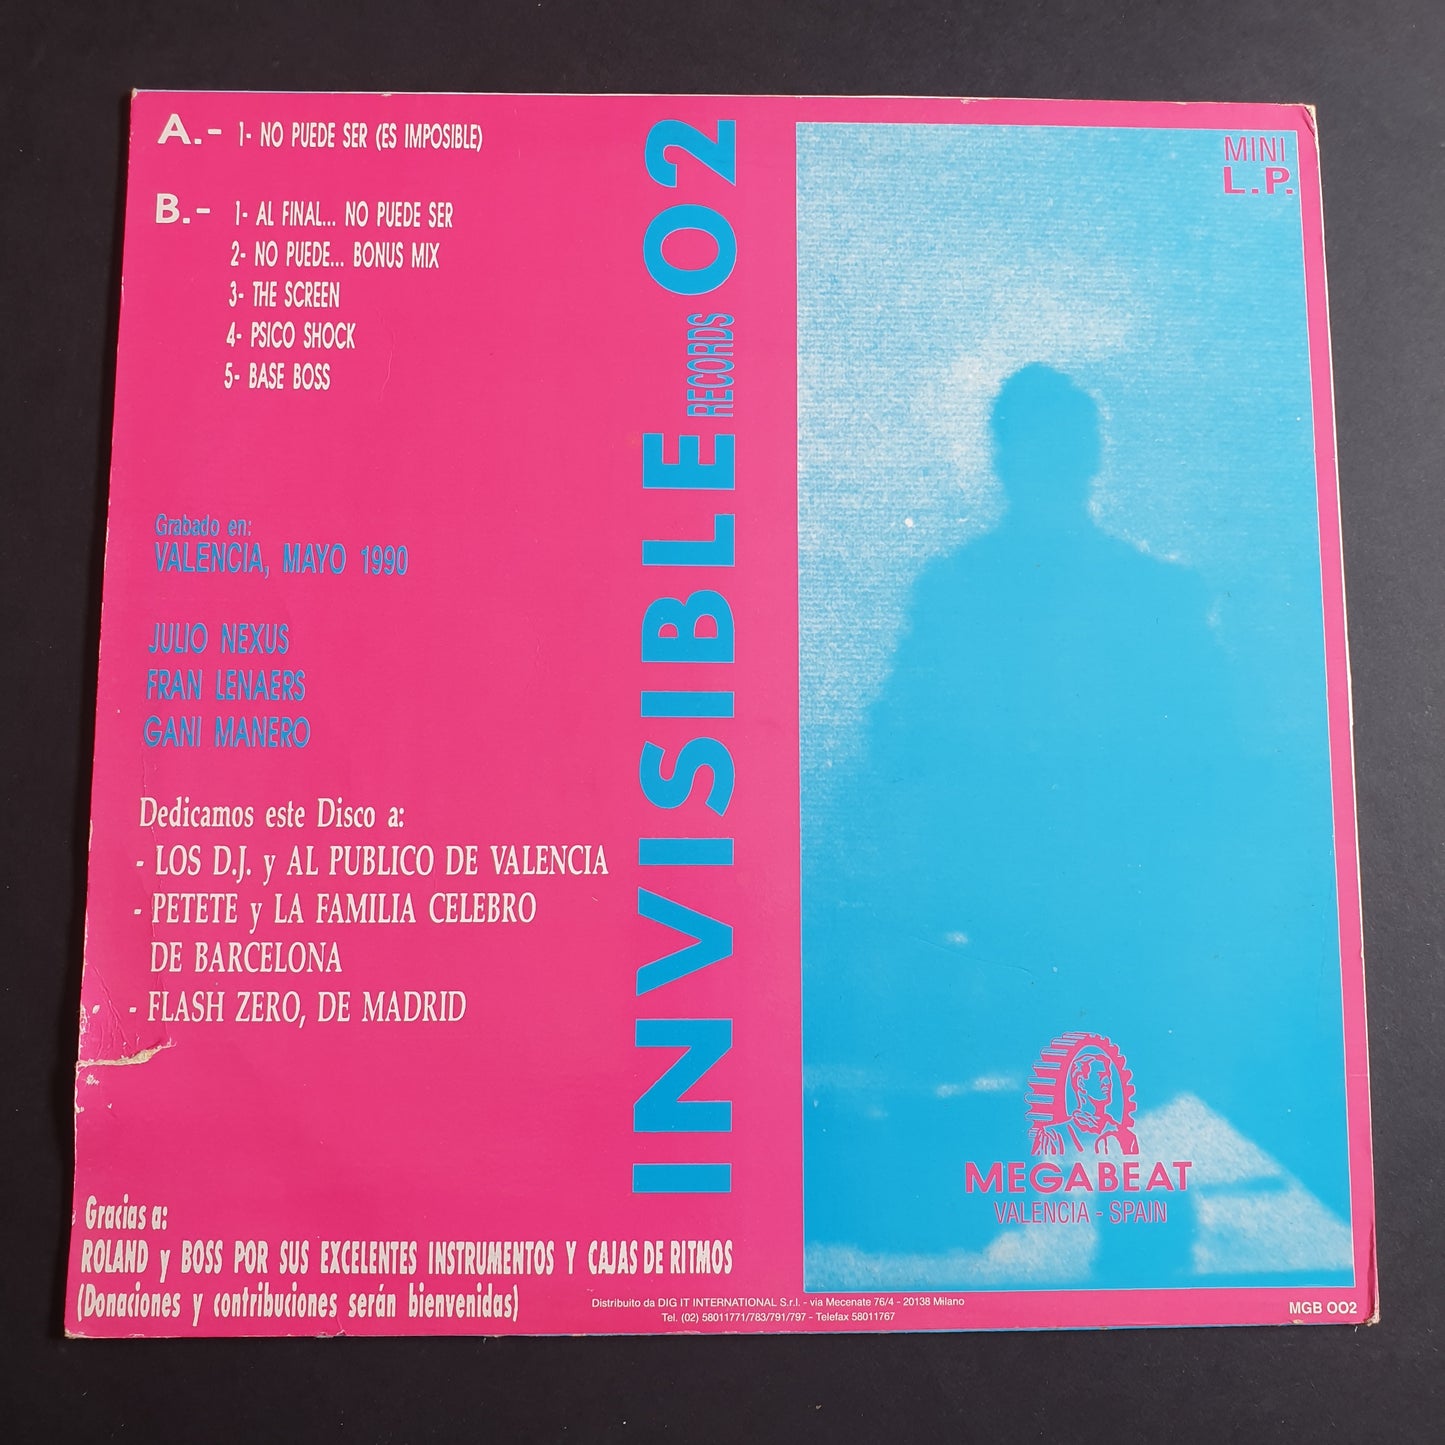 A.- 1- NO PUEDE SER (ES IMPOSIBLE)
B.- 1- AL FINAL... NO PUEDE SER
2- NO PUEDE... BONUS MIX
3- THE SCREEN
4- PSICO SHOCK
5- BASE BOSS
Grabado en:
VALENCIA, MAYO 1990
JULIO NEXUS
FRAN LENAERS
GANI MANERO
Dedicamos este Disco a:
- LOS D.J. y AL PUBLICO DE VALENCIA
- PETETE y LA FAMILIA CELEBRO
DE BARCELONA
- FLASH ZERO, DE MADRID
Gracias a:
ROLAND y BOSS POR SUS EXCELENTES INSTRUMENTOS Y CAJAS DE RITMOS
(Donaciones y contribuciones serán bienvenidas)
INVISIBLE RECORDS 02
MINI
L.P.
MEGABEAT
VALENCIA - SPAIN
Distribuito da DIG IT INTERNATIONAL S.r.l. - via Mecenate 76/4 - 20138 Milano
Tel. (02) 58011771/783/791/797 - Telefax 58011767
MGB 002